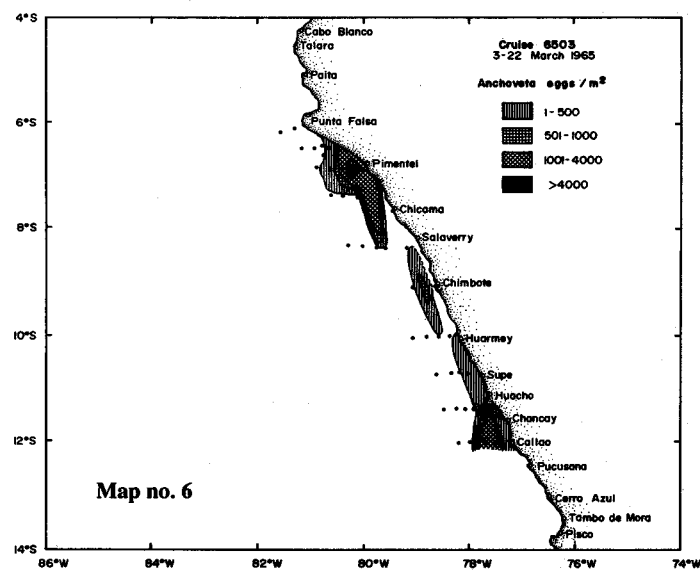 4°S
Cabo Blanco
Talara
Cruise 6503
3-22 March 1965
Paita
Anchoveta eggs / m²
1-500
6°S
Punta Falsa
501-1000
1001-4000
Pimentel
>4000
Chicama
8°S
Salaverry
Chimbote
10°S
Huarmey
Supe
Huacho
Chancay
12°S
Callao
Pucusana
Map no. 6
Cerro Azul
Tambo de Mora
Pisco
14°S
86°W
84°W
82°W
80°W
78°W
76°W
74°W